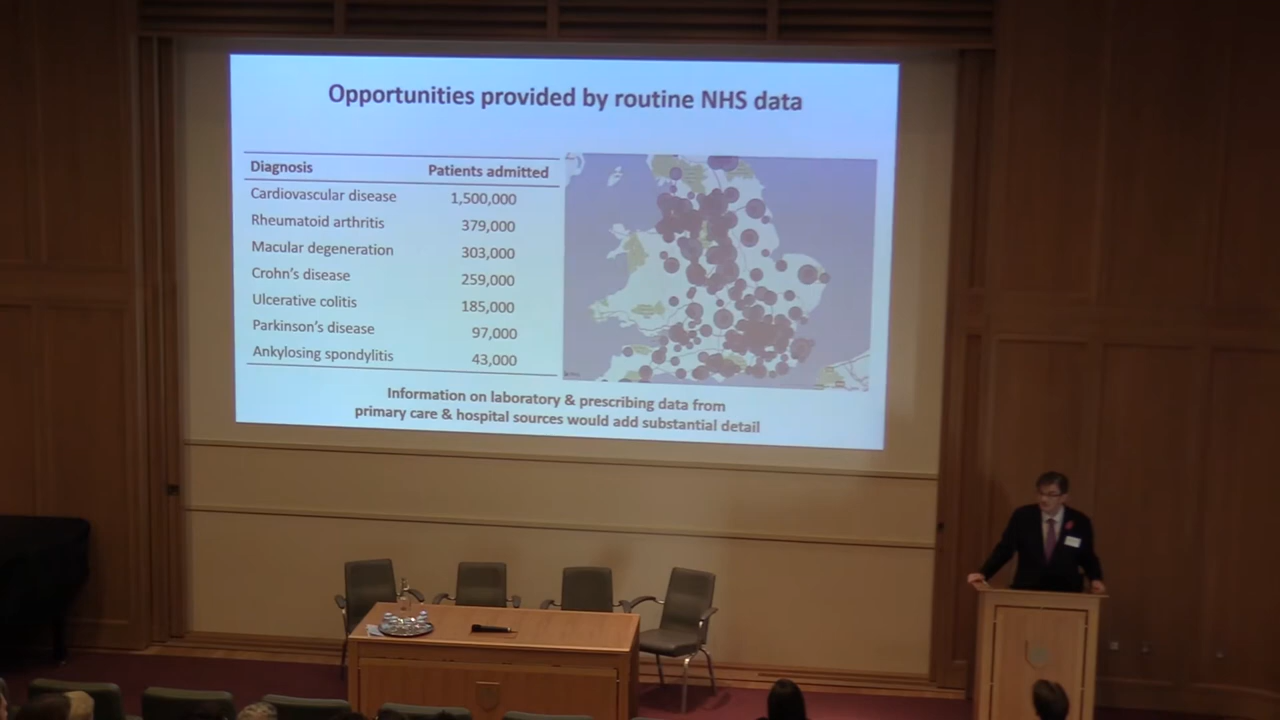 Opportunities provided by routine NHS data
Diagnosis Patients admitted
Cardiovascular disease 1,500,000
Rheumatoid arthritis 379,000
Macular degeneration 303,000
Crohn's disease 259,000
Ulcerative colitis 185,000
Parkinson's disease 97,000
Ankylosing spondylitis 43,000
Information on laboratory & prescribing data from
primary care & hospital sources would add substantial detail